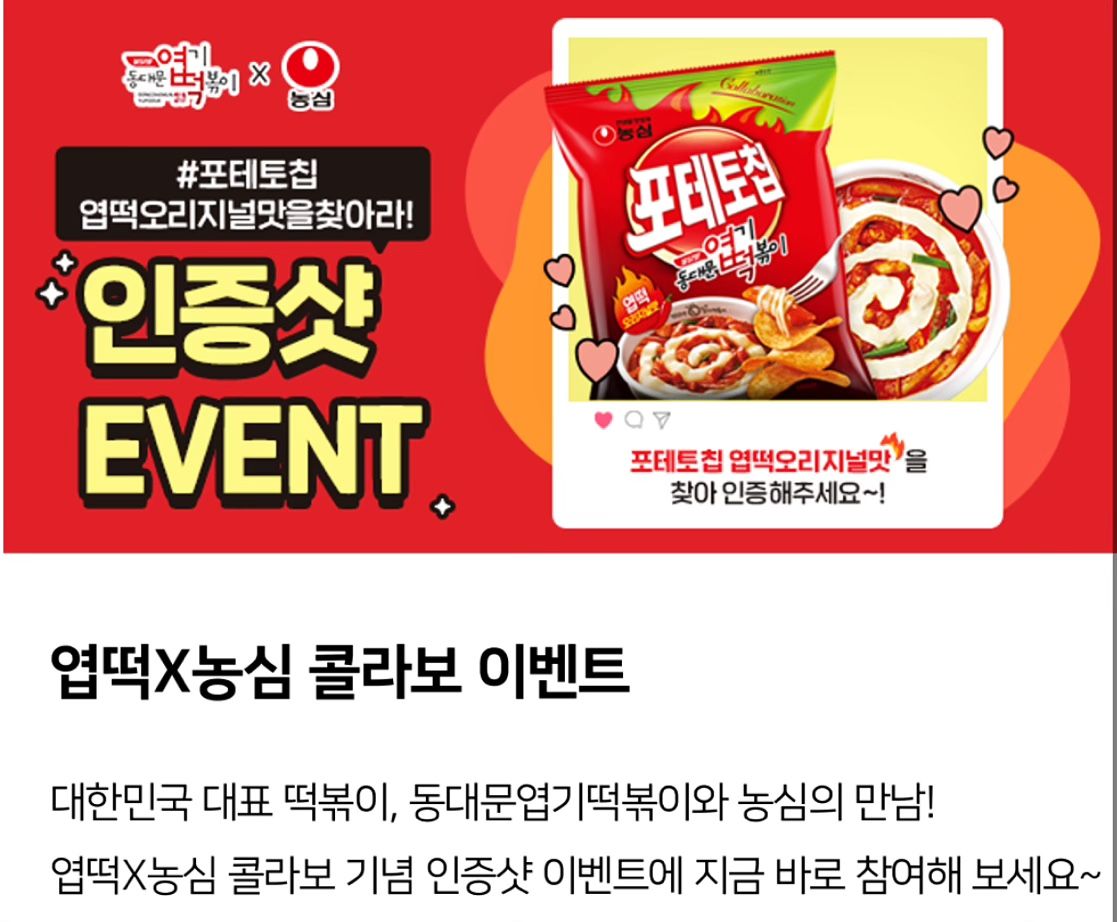 동대문 엽기떡볶이 X 농심
#포테토칩
엽떡오리지널맛을찾아라!
인증샷
EVENT
Collaboration
농심
포테토칩
동대문 엽기떡볶이
엽떡
오리지널맛
포테토칩 엽떡오리지널맛을
찾아 인증해주세요~!
엽떡X농심 콜라보 이벤트
대한민국 대표 떡볶이, 동대문엽기떡볶이와 농심의 만남!
엽떡X농심 콜라보 기념 인증샷 이벤트에 지금 바로 참여해 보세요~